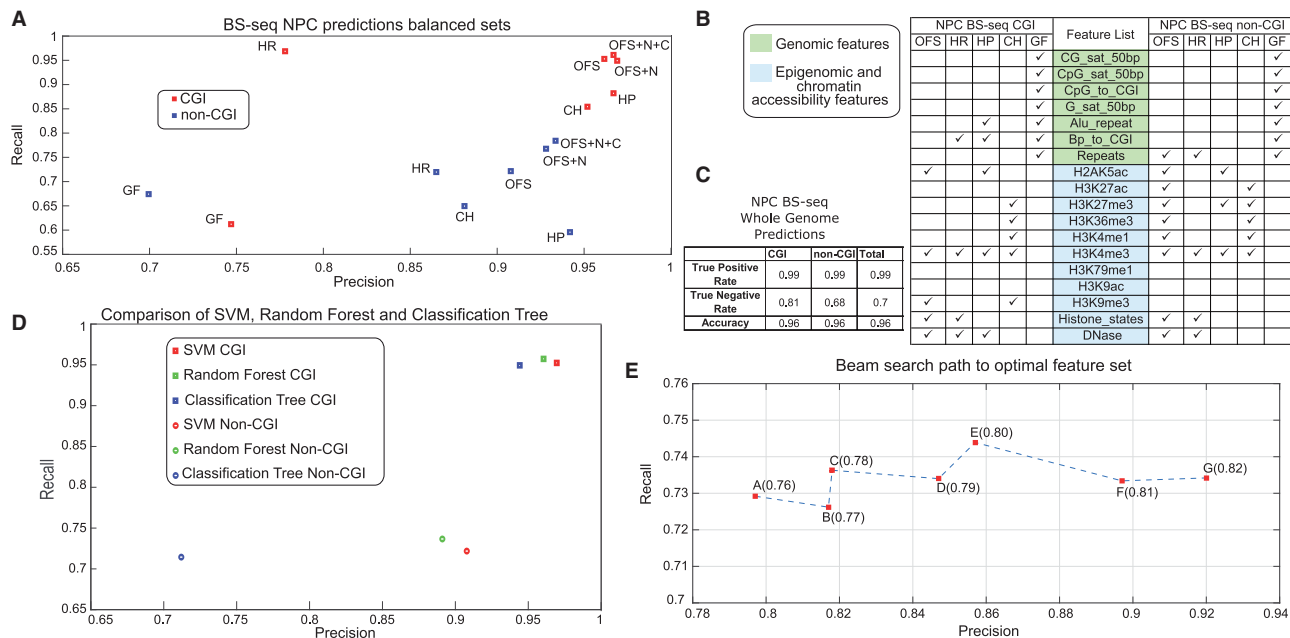 A
BS-seq NPC predictions balanced sets
Recall
1
0.95
0.9
0.85
0.8
0.75
0.7
0.65
0.6
0.55
0.65
0.7
0.75
0.8
0.85
0.9
0.95
1
Precision
CGI
non-CGI
HR
OFS+N+C
OFS
OFS+N
HP
CH
OFS+N+C
OFS+N
HR
OFS
GF
CH
GF
HP
B
Genomic features
Epigenomic and
chromatin
accessibility features
NPC BS-seq CGI Feature List NPC BS-seq non-CGI
OFS HR HP CH GF OFS HR HP CH GF
✓ CG_sat_50bp ✓
✓ CpG_sat_50bp ✓
✓ CpG_to_CGI ✓
✓ G_sat_50bp ✓
✓ ✓ Alu_repeat ✓
✓ ✓ ✓ Bp_to_CGI ✓
✓ Repeats ✓ ✓ ✓
✓ ✓ H2AK5ac ✓ ✓
H3K27ac ✓ ✓
✓ H3K27me3 ✓ ✓ ✓
✓ H3K36me3 ✓ ✓
✓ H3K4me1 ✓ ✓
✓ ✓ ✓ ✓ H3K4me3 ✓ ✓ ✓ ✓
H3K79me1
H3K9ac
✓ ✓ H3K9me3 ✓
✓ ✓ Histone_states ✓ ✓
✓ ✓ ✓ DNase ✓ ✓
C
NPC BS-seq
Whole Genome
Predictions
CGI non-CGI Total
True Positive
Rate 0.99 0.99 0.99
True Negative
Rate 0.81 0.68 0.7
Accuracy 0.96 0.96 0.96
D
Comparison of SVM, Random Forest and Classification Tree
Recall
1
0.95
0.9
0.85
0.8
0.75
0.7
0.65
0.65
0.7
0.75
0.8
0.85
0.9
0.95
1
Precision
SVM CGI
Random Forest CGI
Classification Tree CGI
SVM Non-CGI
Random Forest Non-CGI
Classification Tree Non-CGI
E
Beam search path to optimal feature set
Recall
0.76
0.75
0.74
0.73
0.72
0.71
0.7
0.78
0.8
0.82
0.84
0.86
0.88
0.9
0.92
0.94
Precision
A(0.76)
B(0.77)
C(0.78)
D(0.79)
E(0.80)
F(0.81)
G(0.82)